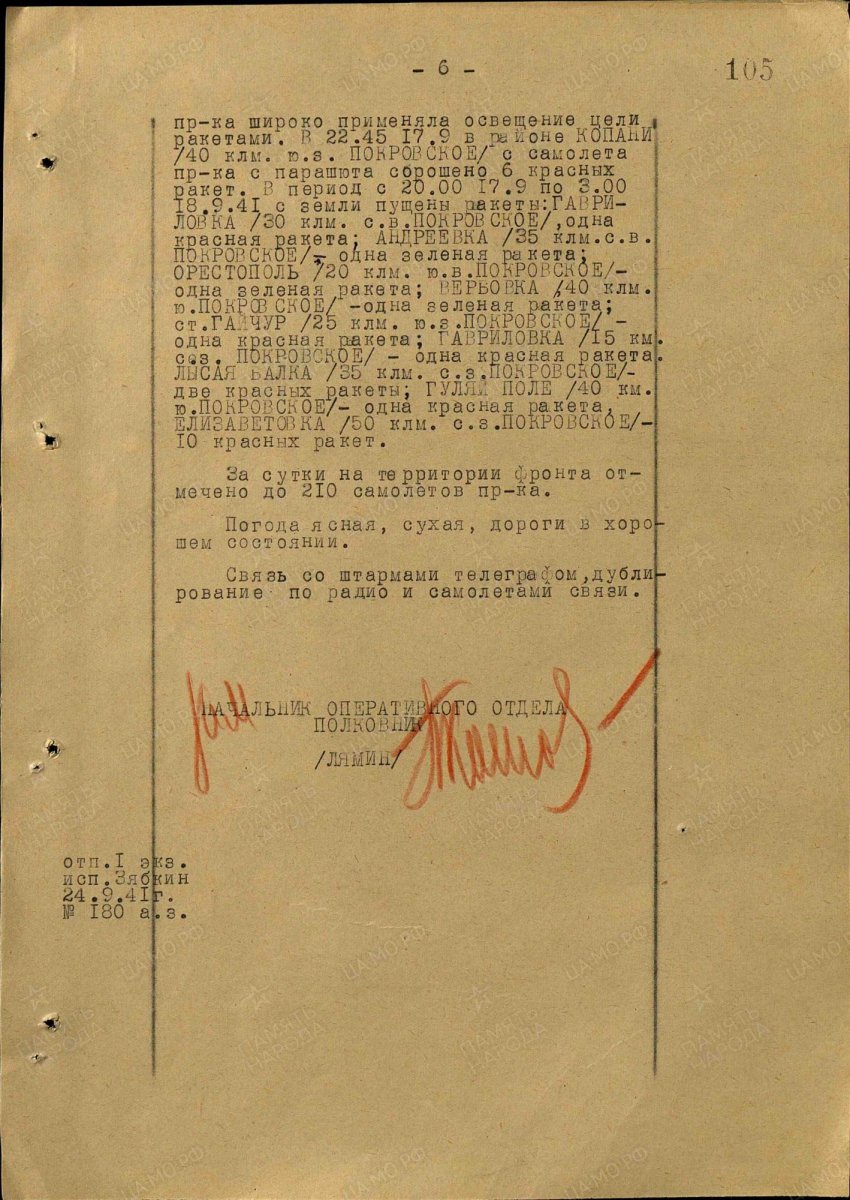 - 6 -
105
пр-ка широко применяла освещение цели
ракетами. В 22.45 17.9 в районе КОПАНИ
/40 клм. ю.з. ПОКРОВСКОЕ/ с самолета
пр-ка с парашюта сброшено 6 красных
ракет. В период с 20.00 17.9 по 3.00
18.9.41 с земли пущены ракеты:ГАВРИ-
ЛОВКА /30 клм. с.в.ПОКРОВСКОЕ/,одна
красная ракета; АНДРЕЕВКА /35 клм.с.в.
ПОКРОВСКОЕ/- одна зеленая ракета;
ОРЕСТОПОЛЬ /20 клм. ю.в.ПОКРОВСКОЕ/-
одна зеленая ракета; ВЕРБОВКА /40 клм.
ю.ПОКРОВСКОЕ/ -одна зеленая ракета;
ст.ГАЙЧУР /25 клм. ю.з.ПОКРОВСКОЕ/ -
одна красная ракета; ГАВРИЛОВКА /15 км.
сев. ПОКРОВСКОЕ/ - одна красная ракета.
ЛЫСАЯ БАЛКА /35 клм. с.з.ПОКРОВСКОЕ/-
две красных ракеты; ГУЛЯЙ ПОЛЕ /40 км.
ю.ПОКРОВСКОЕ/- одна красная ракета,
ЕЛИЗАВЕТОВКА /50 клм. с.з.ПОКРОВСКОЕ/-
10 красных ракет.
За сутки на территории фронта от-
мечено до 210 самолетов пр-ка.
Погода ясная, сухая, дороги в хоро-
шем состоянии.
Связь со штармами телеграфом,дубли-
рование по радио и самолетами связи.
НАЧАЛЬНИК ОПЕРАТИВНОГО ОТДЕЛА
ПОЛКОВНИК
/ЛЯМИН/
отп.1 экз.
исп.Зябкин
24.9.41г.
№ 180 а.з.